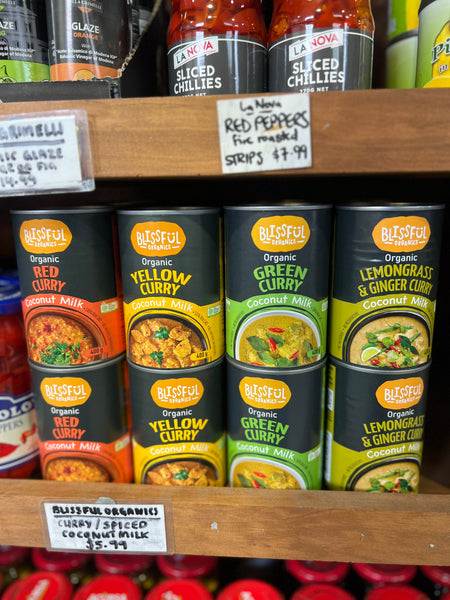 GLAZE
GLAZE
ORANGE
WITH
LA NOVA
SLICED
CHILLIES
LA NOVA
SLICED
CHILLIES
La Nova
RED PEPPERS
Fire roasted
STRIPS $7.99
BLISSFUL
ORGANICS
Organic
RED
CURRY
Coconut Milk
BLISSFUL
ORGANICS
Organic
YELLOW
CURRY
Coconut Milk
BLISSFUL
ORGANICS
Organic
GREEN
CURRY
Coconut Milk
BLISSFUL
ORGANICS
Organic
LEMONGRASS
& GINGER CURRY
Coconut Milk
BLISSFUL
ORGANICS
Organic
RED
CURRY
Coconut Milk
BLISSFUL
ORGANICS
Organic
YELLOW
CURRY
Coconut Milk
BLISSFUL
ORGANICS
Organic
GREEN
CURRY
Coconut Milk
BLISSFUL
ORGANICS
Organic
LEMONGRASS
& GINGER CURRY
Coconut Milk
BLISSFUL ORGANICS
CURRY / SPICED
COCONUT MILK
$5.99